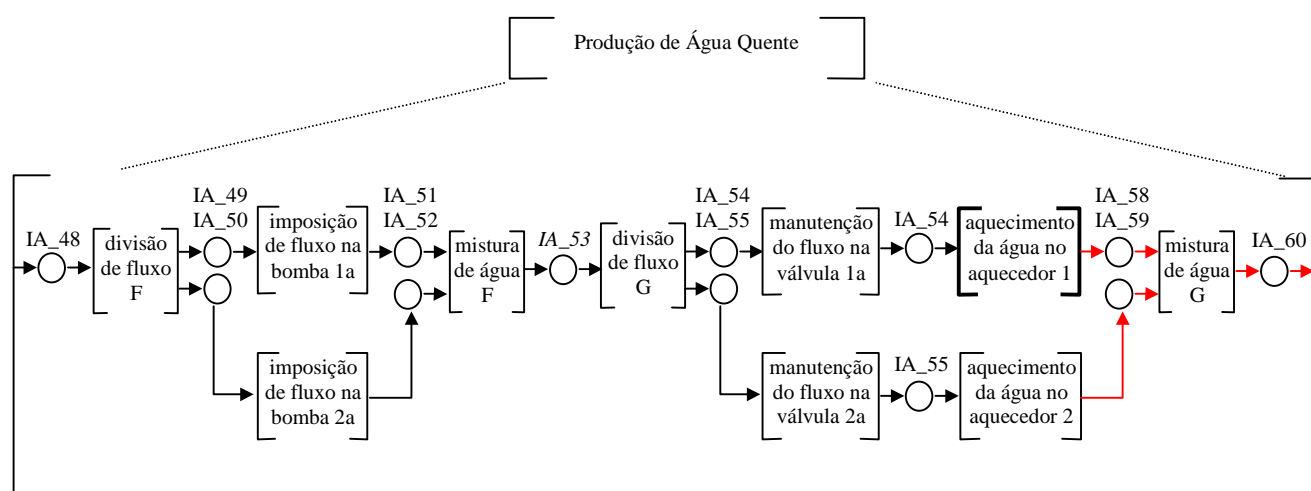 Produção de Água Quente
IA_48
divisão
de fluxo
F
IA_49
IA_50
imposição
de fluxo na
bomba 1a
IA_51
IA_52
mistura
de água
F
IA_53
divisão
de fluxo
G
IA_54
IA_55
manutenção
do fluxo na
válvula 1a
IA_54
aquecimento
da água no
aquecedor 1
IA_58
IA_59
mistura
de água
G
IA_60
imposição
de fluxo na
bomba 2a
manutenção
do fluxo na
válvula 2a
IA_55
aquecimento
da água no
aquecedor 2